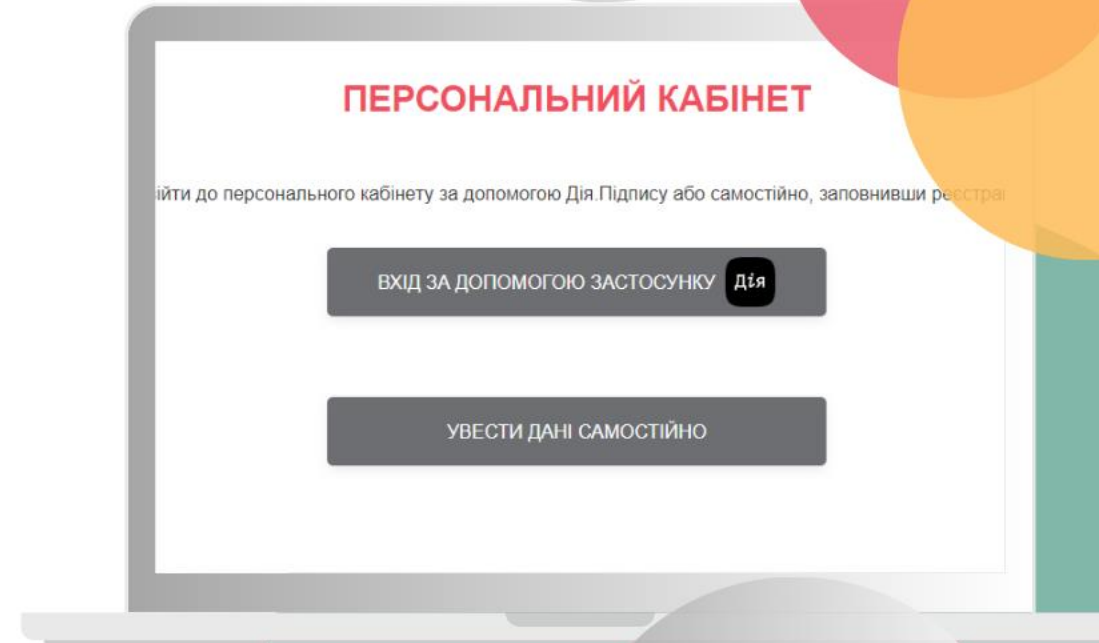 ПЕРСОНАЛЬНИЙ КАБІНЕТ
до персонального кабінету за допомогою Дія.Підпису або самостійно, заповнивши
ВХІД ЗА ДОПОМОГОЮ ЗАСТОСУНКУ Дія
УВЕСТИ ДАНІ САМОСТІЙНО